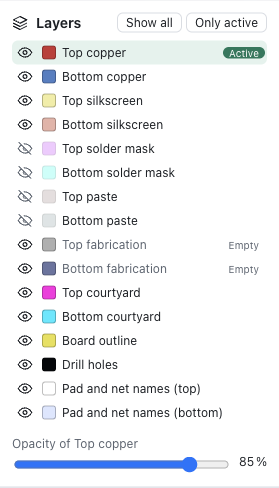 Layers Show all Only active
Top copper Active
Bottom copper
Top silkscreen
Bottom silkscreen
Top solder mask
Bottom solder mask
Top paste
Bottom paste
Top fabrication Empty
Bottom fabrication Empty
Top courtyard
Bottom courtyard
Board outline
Drill holes
Pad and net names (top)
Pad and net names (bottom)
Opacity of Top copper
85 %